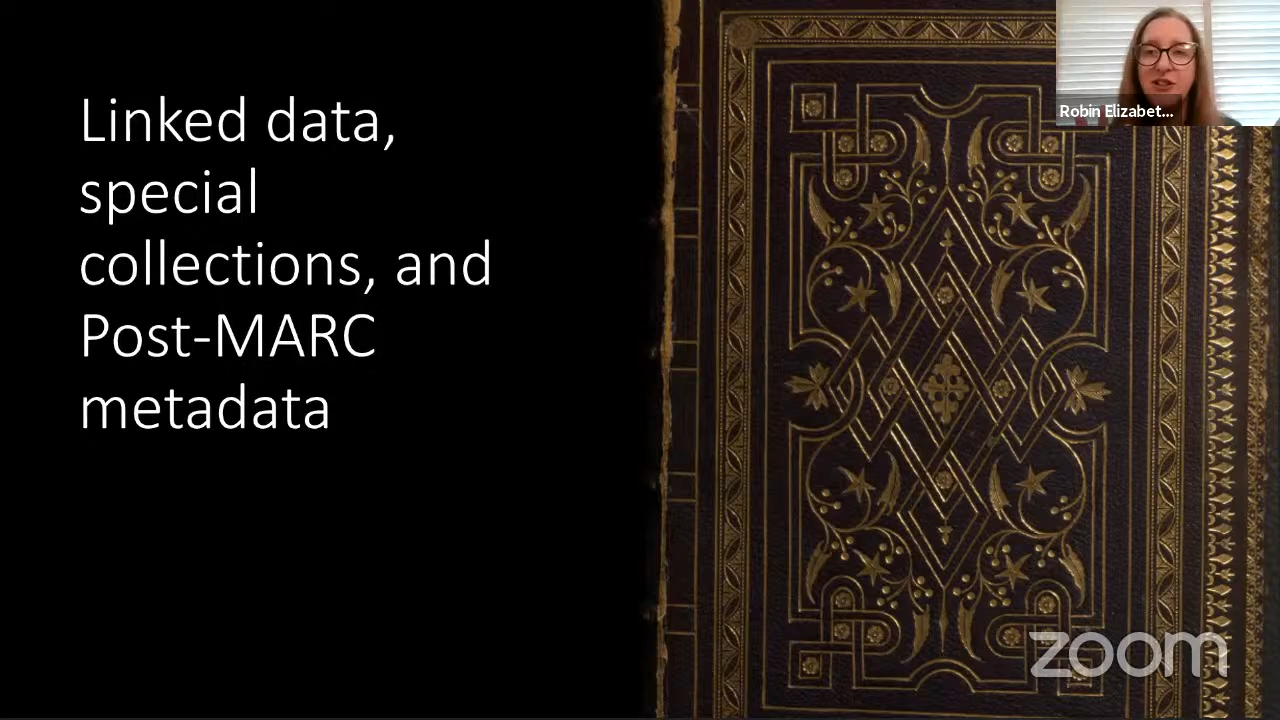 Linked data,
special
collections, and
Post-MARC
metadata
Robin Elizabet...
zoom